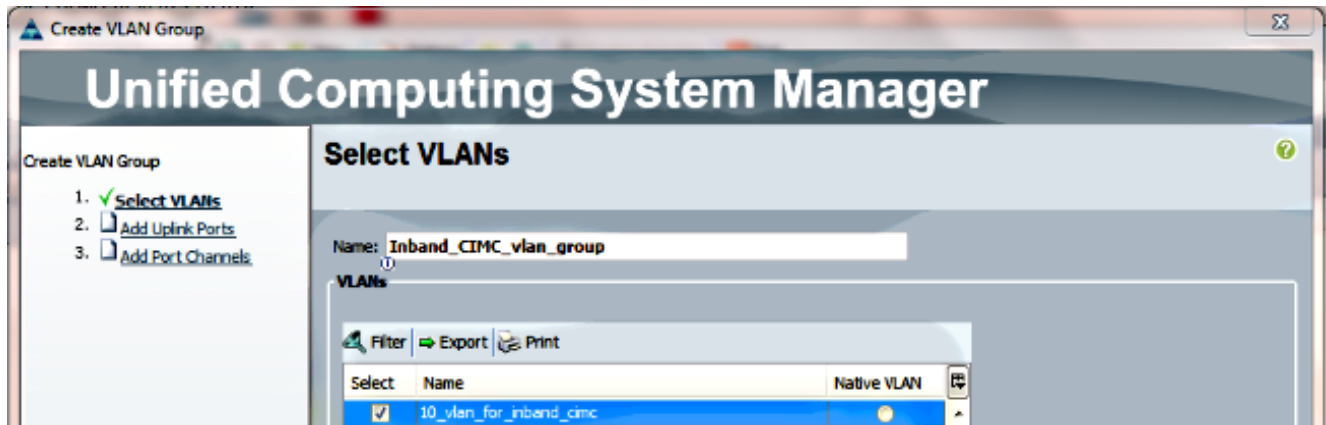 Create VLAN Group
Unified Computing System Manager
Create VLAN Group
1. Select VLANs
2. Add Uplink Ports
3. Add Port Channels
Select VLANs
Name: Inband_CIMC_vlan_group
VLANs
Filter Export Print
Select Name Native VLAN
10_vlan_for_inband_cimc